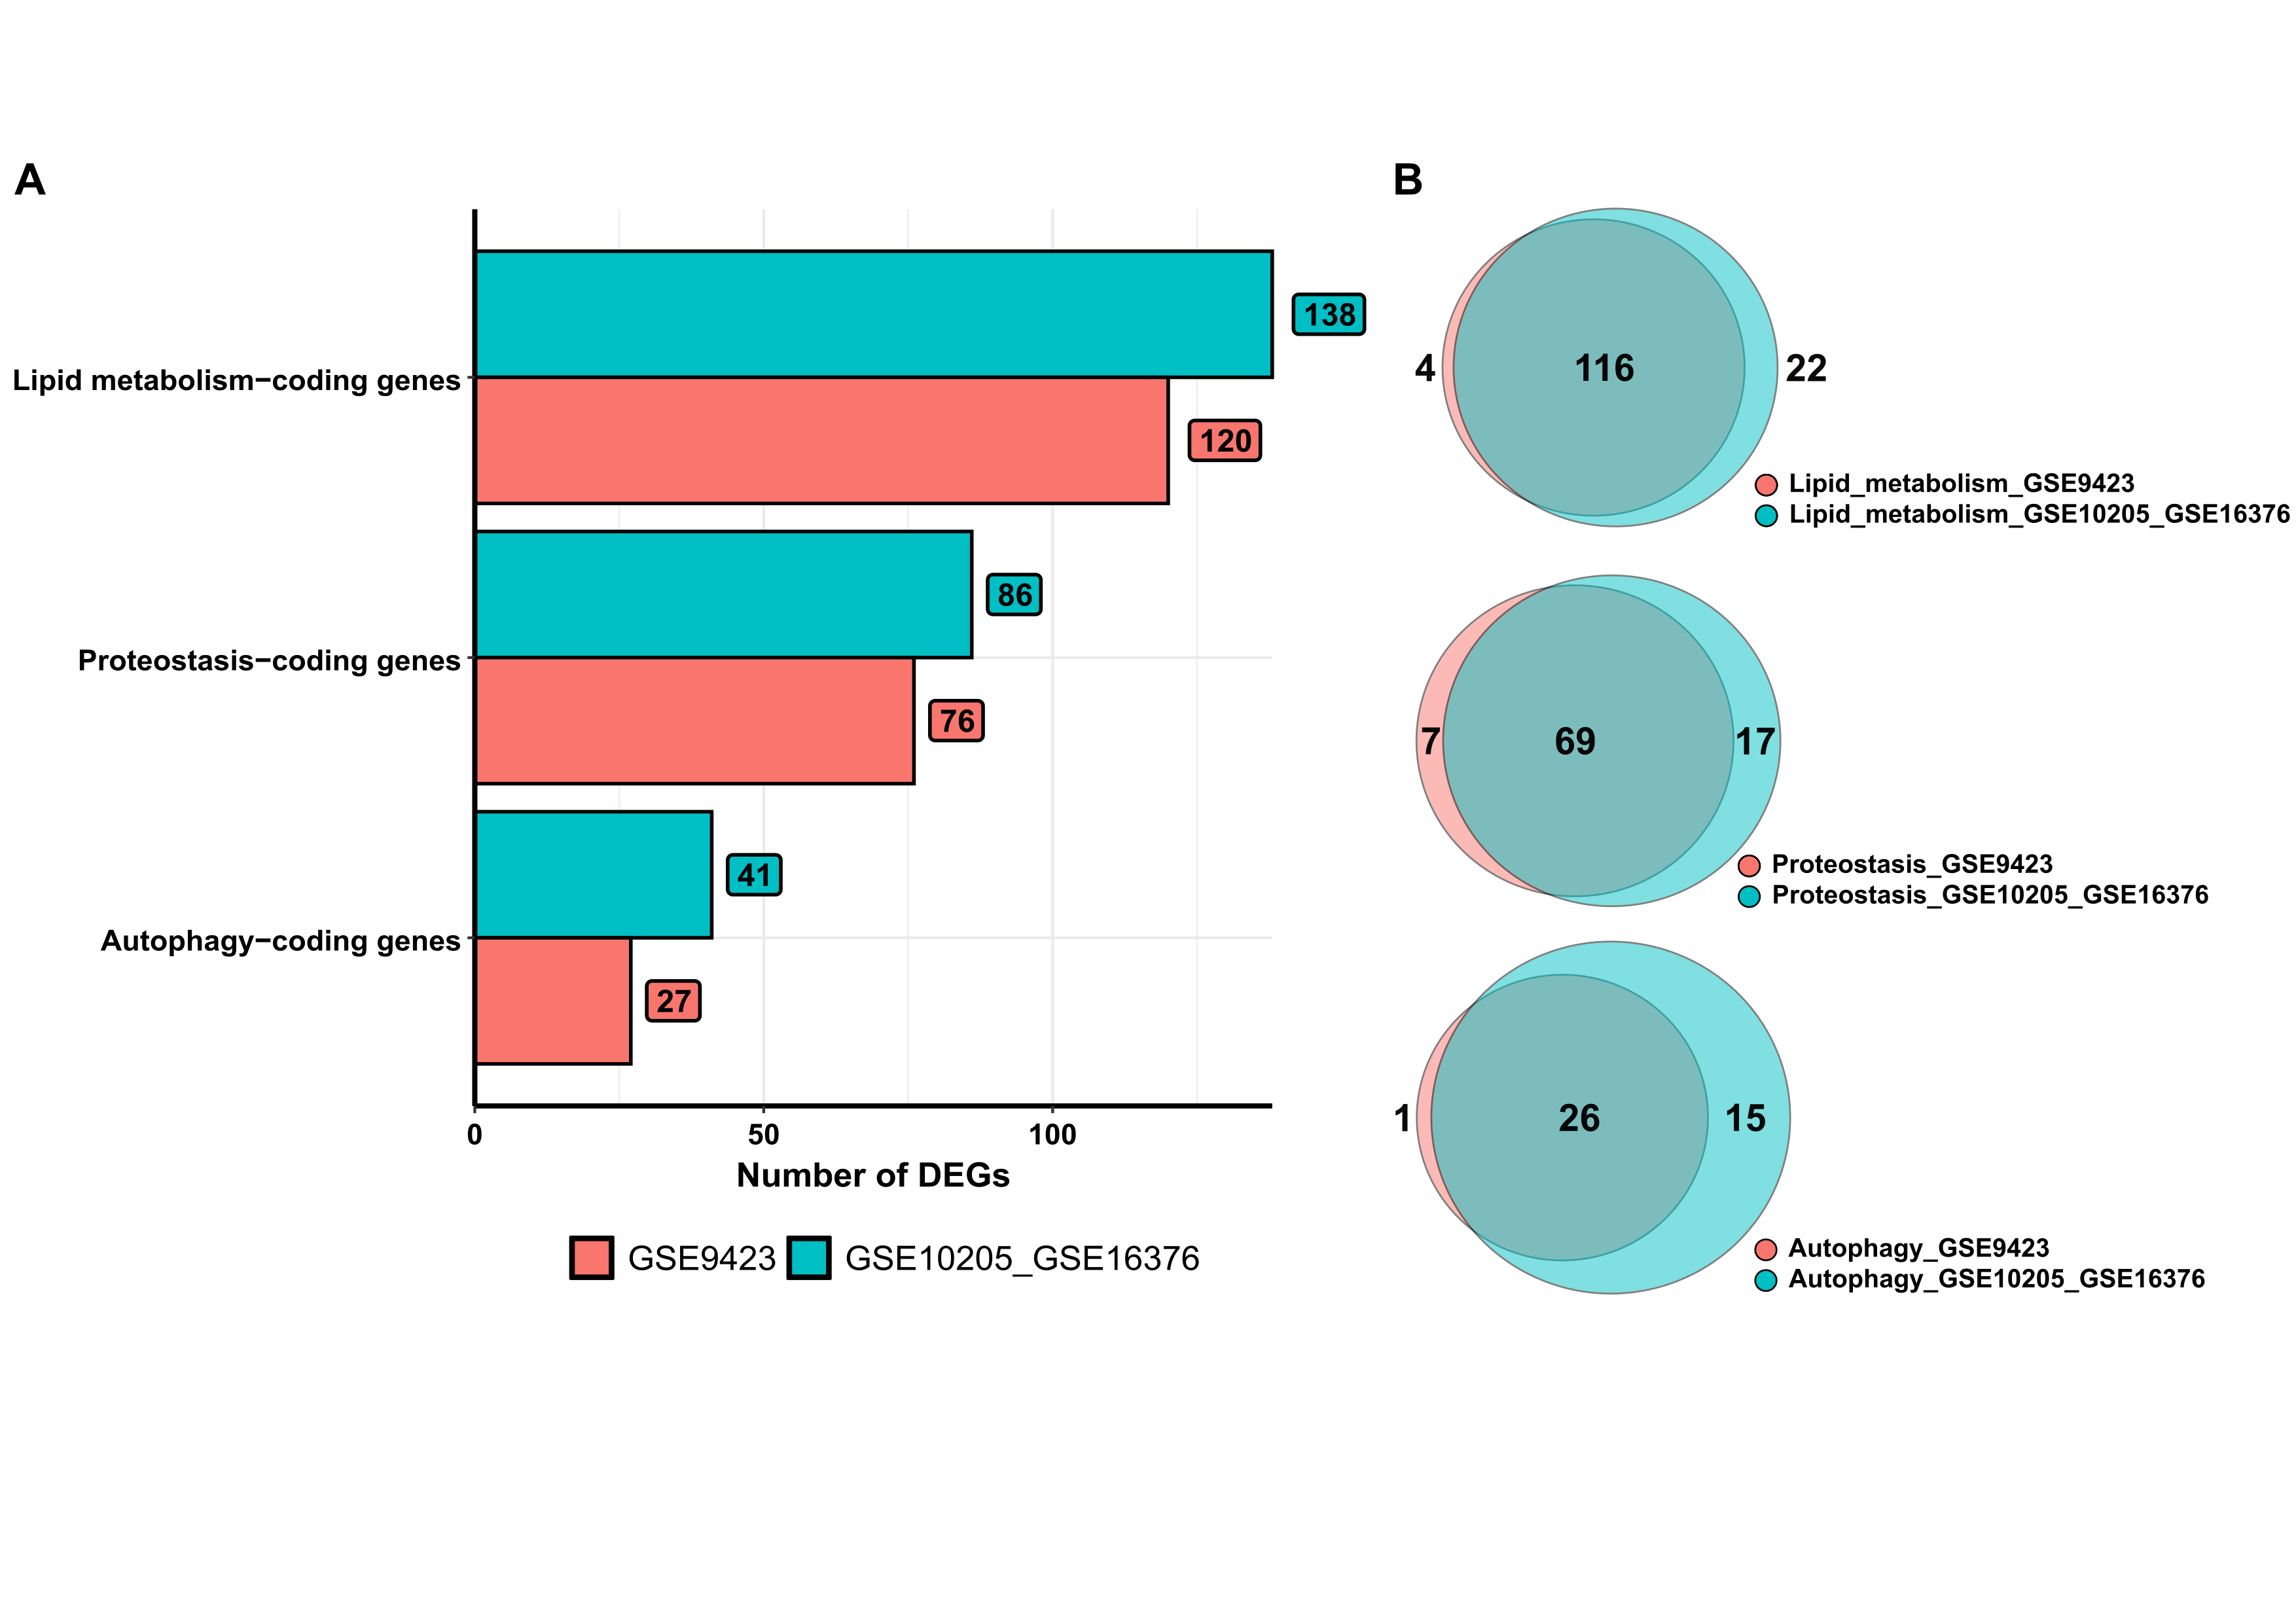 A
Lipid metabolism−coding genes
138
120
Proteostasis−coding genes
86
76
Autophagy−coding genes
41
27
0 50 100
Number of DEGs
GSE9423 GSE10205_GSE16376
B
4 116 22
Lipid_metabolism_GSE9423
Lipid_metabolism_GSE10205_GSE16376
7 69 17
Proteostasis_GSE9423
Proteostasis_GSE10205_GSE16376
1 26 15
Autophagy_GSE9423
Autophagy_GSE10205_GSE16376